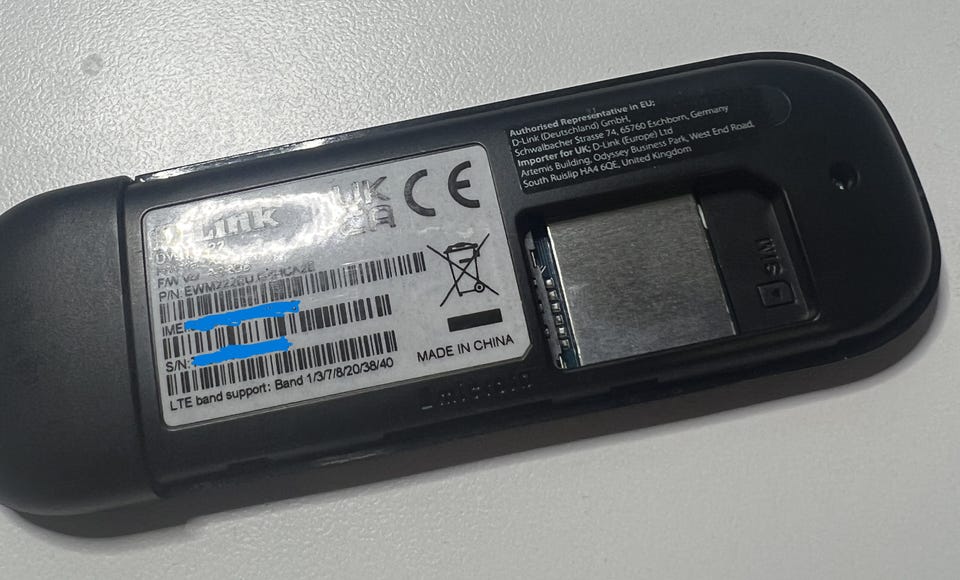 D-Link
UK
CA
CE
IMEI:
S/N:
LTE band support: Band 1/3/7/8/20/38/40
MADE IN CHINA
Authorised Representative in EU:
D-Link (Deutschland) GmbH,
Schwalbacher Strasse 74, 65760 Eschborn, Germany
Importer for UK: D-Link (Europe) Ltd
Artemis Building, Odyssey Business Park, West End Road,
South Ruislip HA4 6QE, United Kingdom
SIM